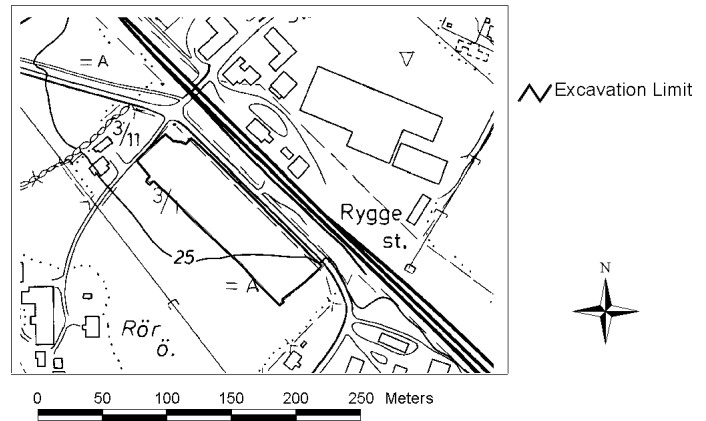 = A
Excavation Limit
3/11
3/1
Rygge
st.
25
= A
N
Rör
ö.
0 50 100 150 200 250 Meters